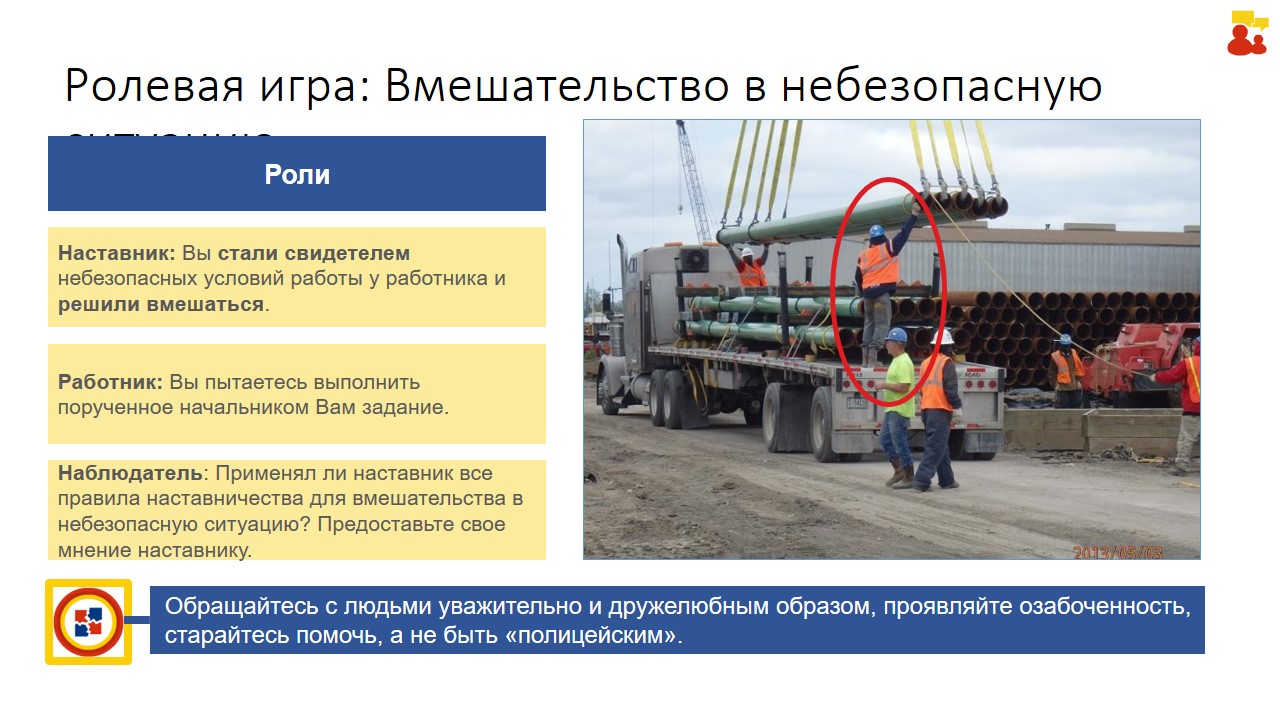 Ролевая игра: Вмешательство в небезопасную
ситуацию
Роли
Наставник: Вы стали свидетелем
небезопасных условий работы у работника и
решили вмешаться.
Работник: Вы пытаетесь выполнить
порученное начальником Вам задание.
Наблюдатель: Применял ли наставник все
правила наставничества для вмешательства в
небезопасную ситуацию? Предоставьте свое
мнение наставнику.
2013/05/03
Обращайтесь с людьми уважительно и дружелюбным образом, проявляйте озабоченность,
старайтесь помочь, а не быть «полицейским».